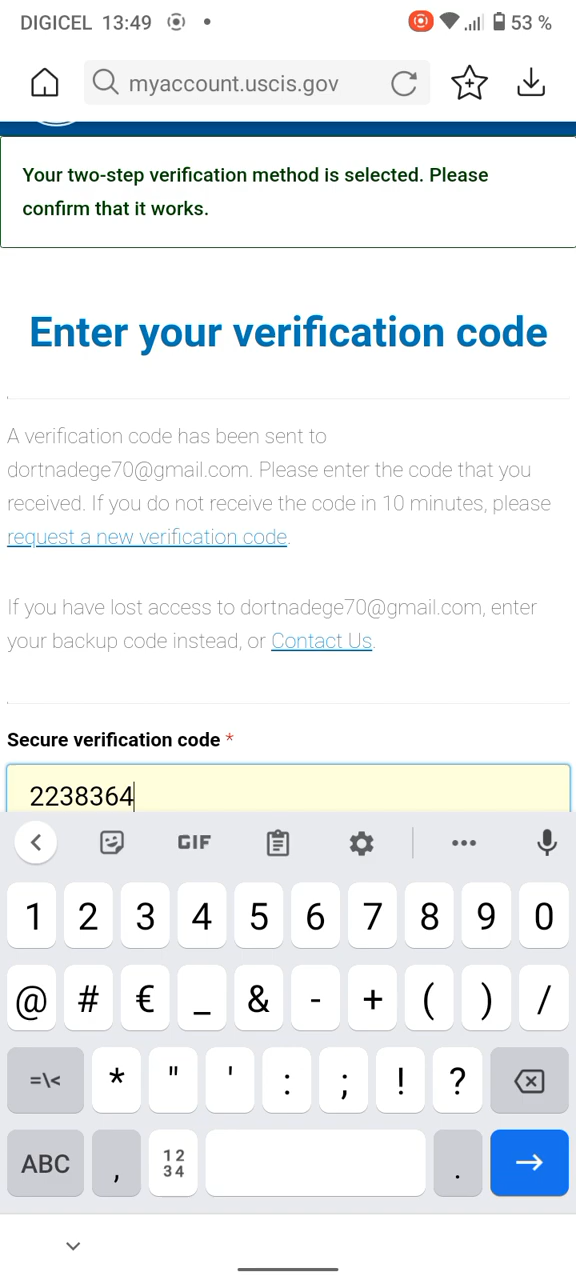 DIGICEL 13:49
53 %
myaccount.uscis.gov
Your two-step verification method is selected. Please
confirm that it works.
Enter your verification code
A verification code has been sent to
dortnadege70@gmail.com. Please enter the code that you
received. If you do not receive the code in 10 minutes, please
request a new verification code.
If you have lost access to dortnadege70@gmail.com, enter
your backup code instead, or Contact Us.
Secure verification code *
2238364
GIF
1 2 3 4 5 6 7 8 9 0
@ # € _ & - + ( ) /
=\< * " ' : ; ! ?
ABC , 12 34 .